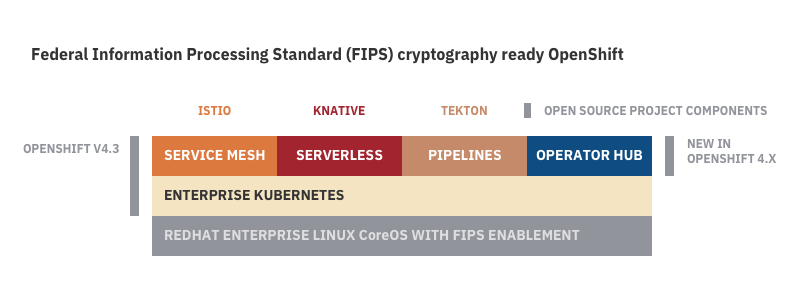 Federal Information Processing Standard (FIPS) cryptography ready OpenShift
ISTIO
KNATIVE
TEKTON
OPEN SOURCE PROJECT COMPONENTS
OPENSHIFT V4.3
SERVICE MESH
SERVERLESS
PIPELINES
OPERATOR HUB
NEW IN
OPENSHIFT 4.X
ENTERPRISE KUBERNETES
REDHAT ENTERPRISE LINUX CoreOS WITH FIPS ENABLEMENT